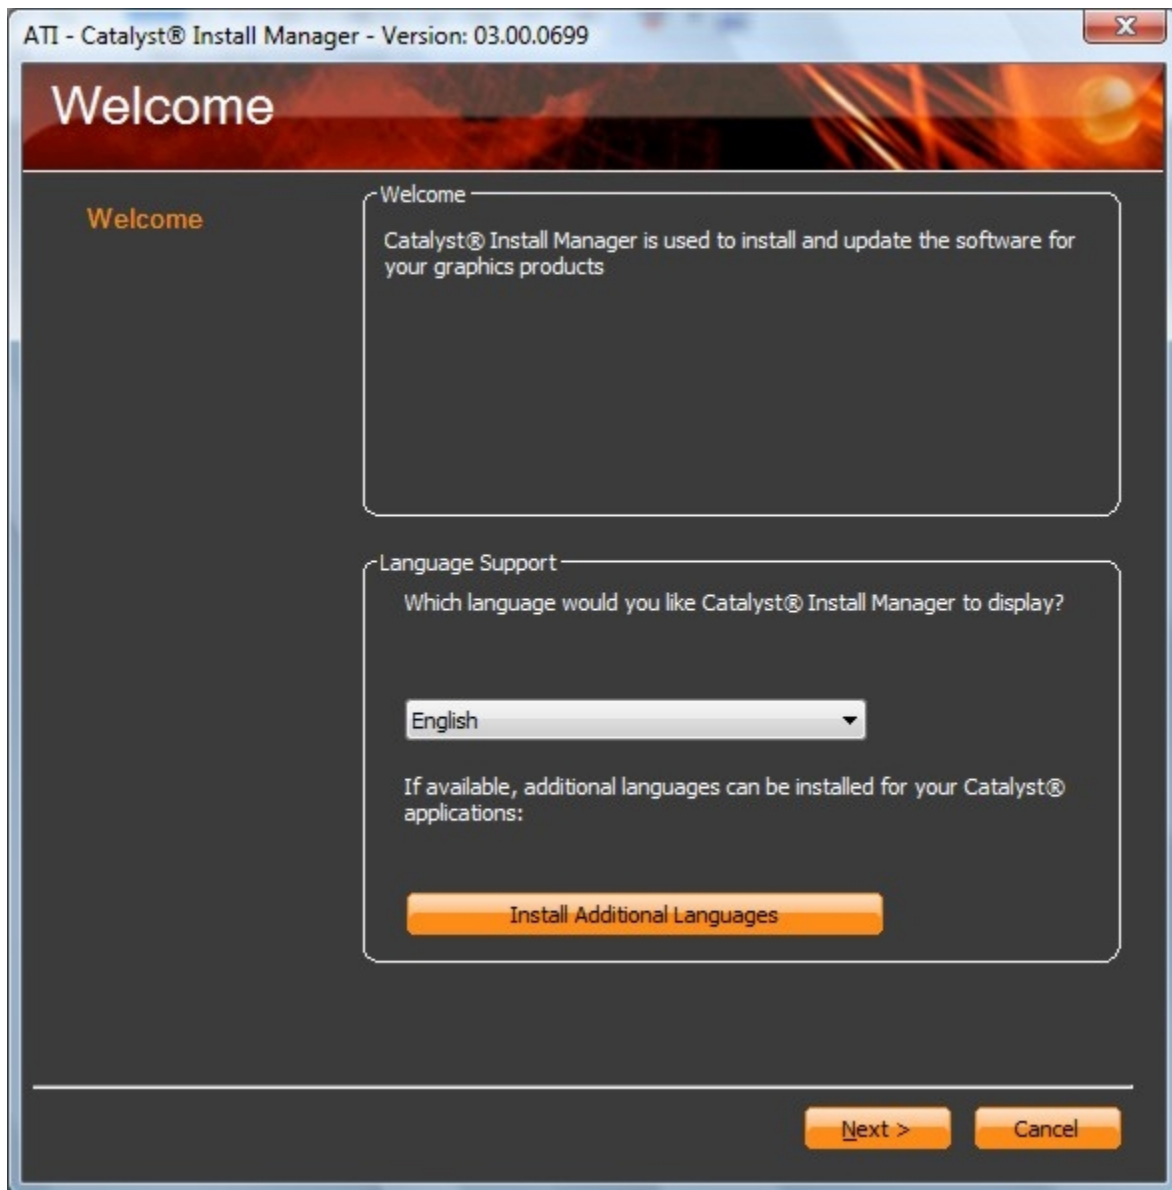 ATI - Catalyst® Install Manager - Version: 03.00.0699
X
Welcome
Welcome
Welcome
Catalyst® Install Manager is used to install and update the software for
your graphics products
Language Support
Which language would you like Catalyst® Install Manager to display?
English
If available, additional languages can be installed for your Catalyst®
applications:
Install Additional Languages
Next >
Cancel